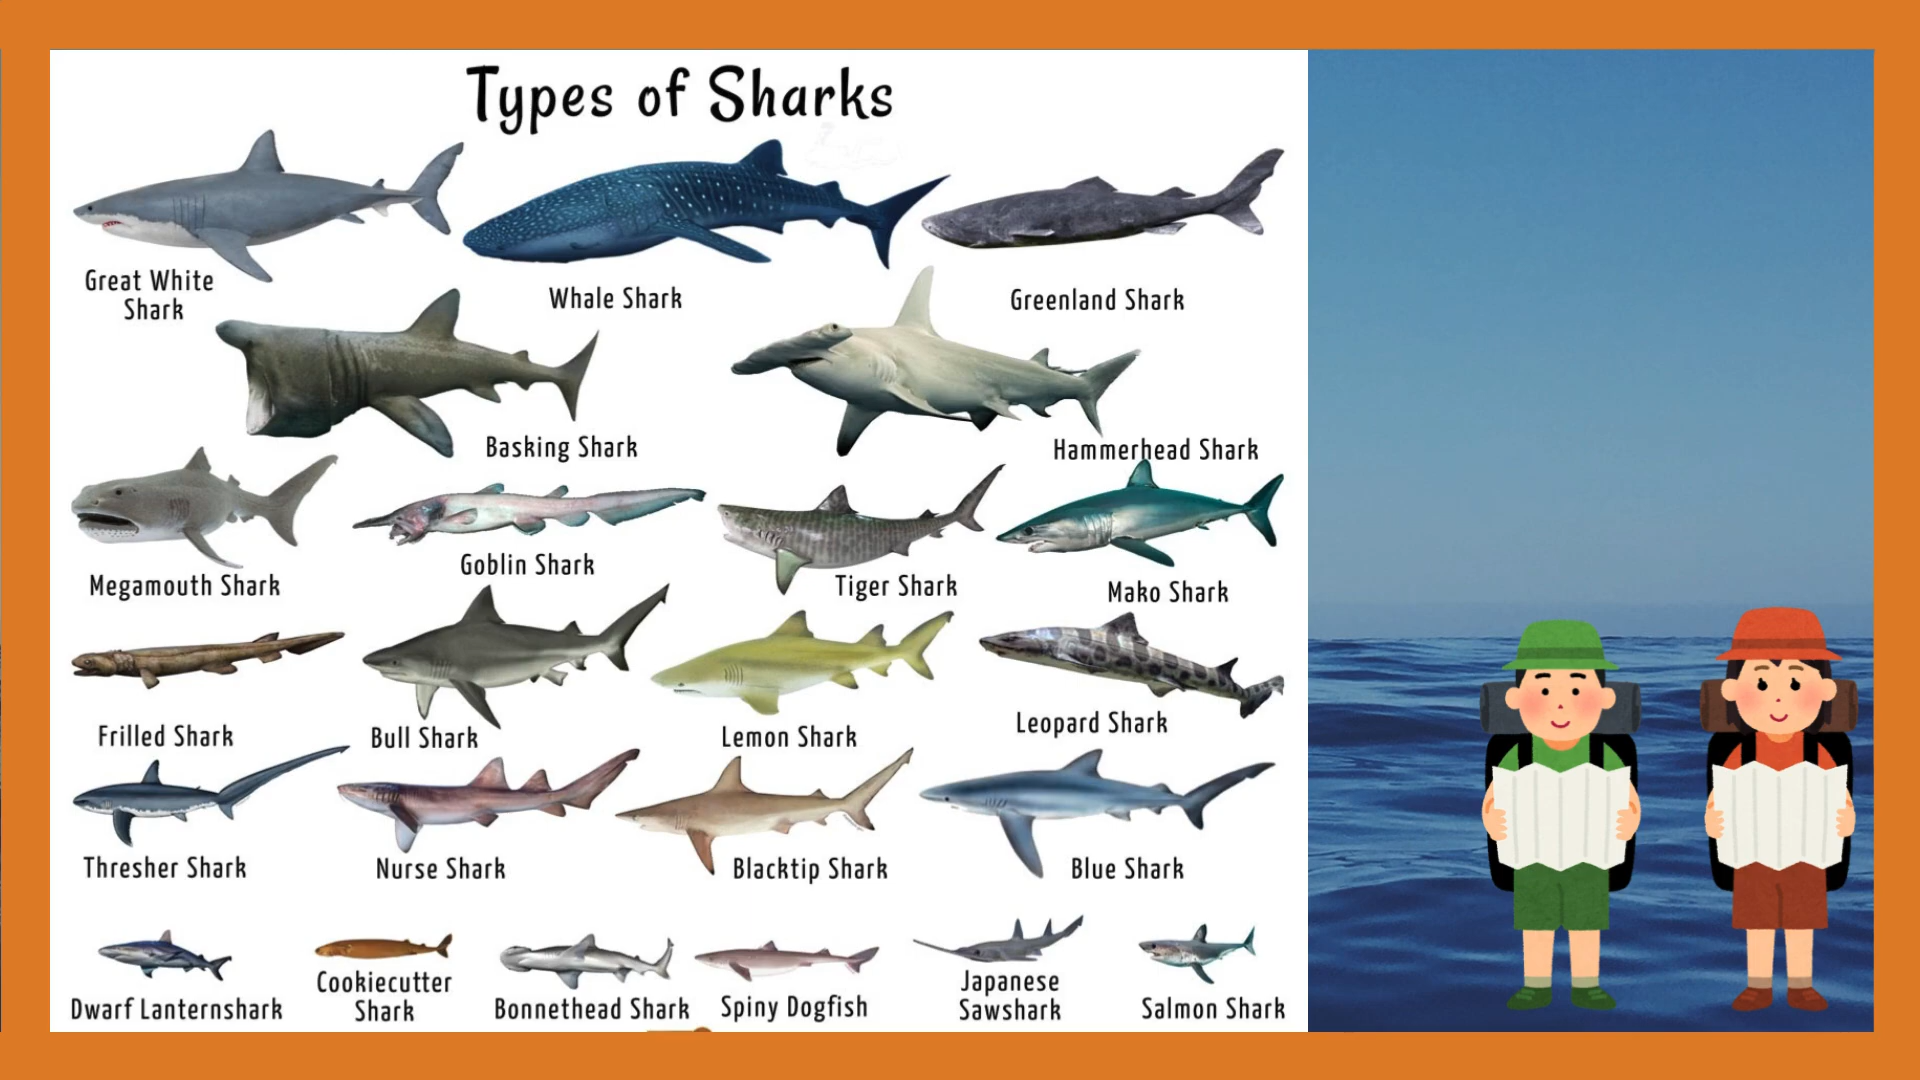 Types of Sharks
Great White
Shark
Whale Shark
Greenland Shark
Basking Shark
Hammerhead Shark
Megamouth Shark
Goblin Shark
Tiger Shark
Mako Shark
Frilled Shark
Bull Shark
Lemon Shark
Leopard Shark
Thresher Shark
Nurse Shark
Blacktip Shark
Blue Shark
Dwarf Lanternshark
Cookiecutter
Shark
Bonnethead Shark
Spiny Dogfish
Japanese
Sawshark
Salmon Shark